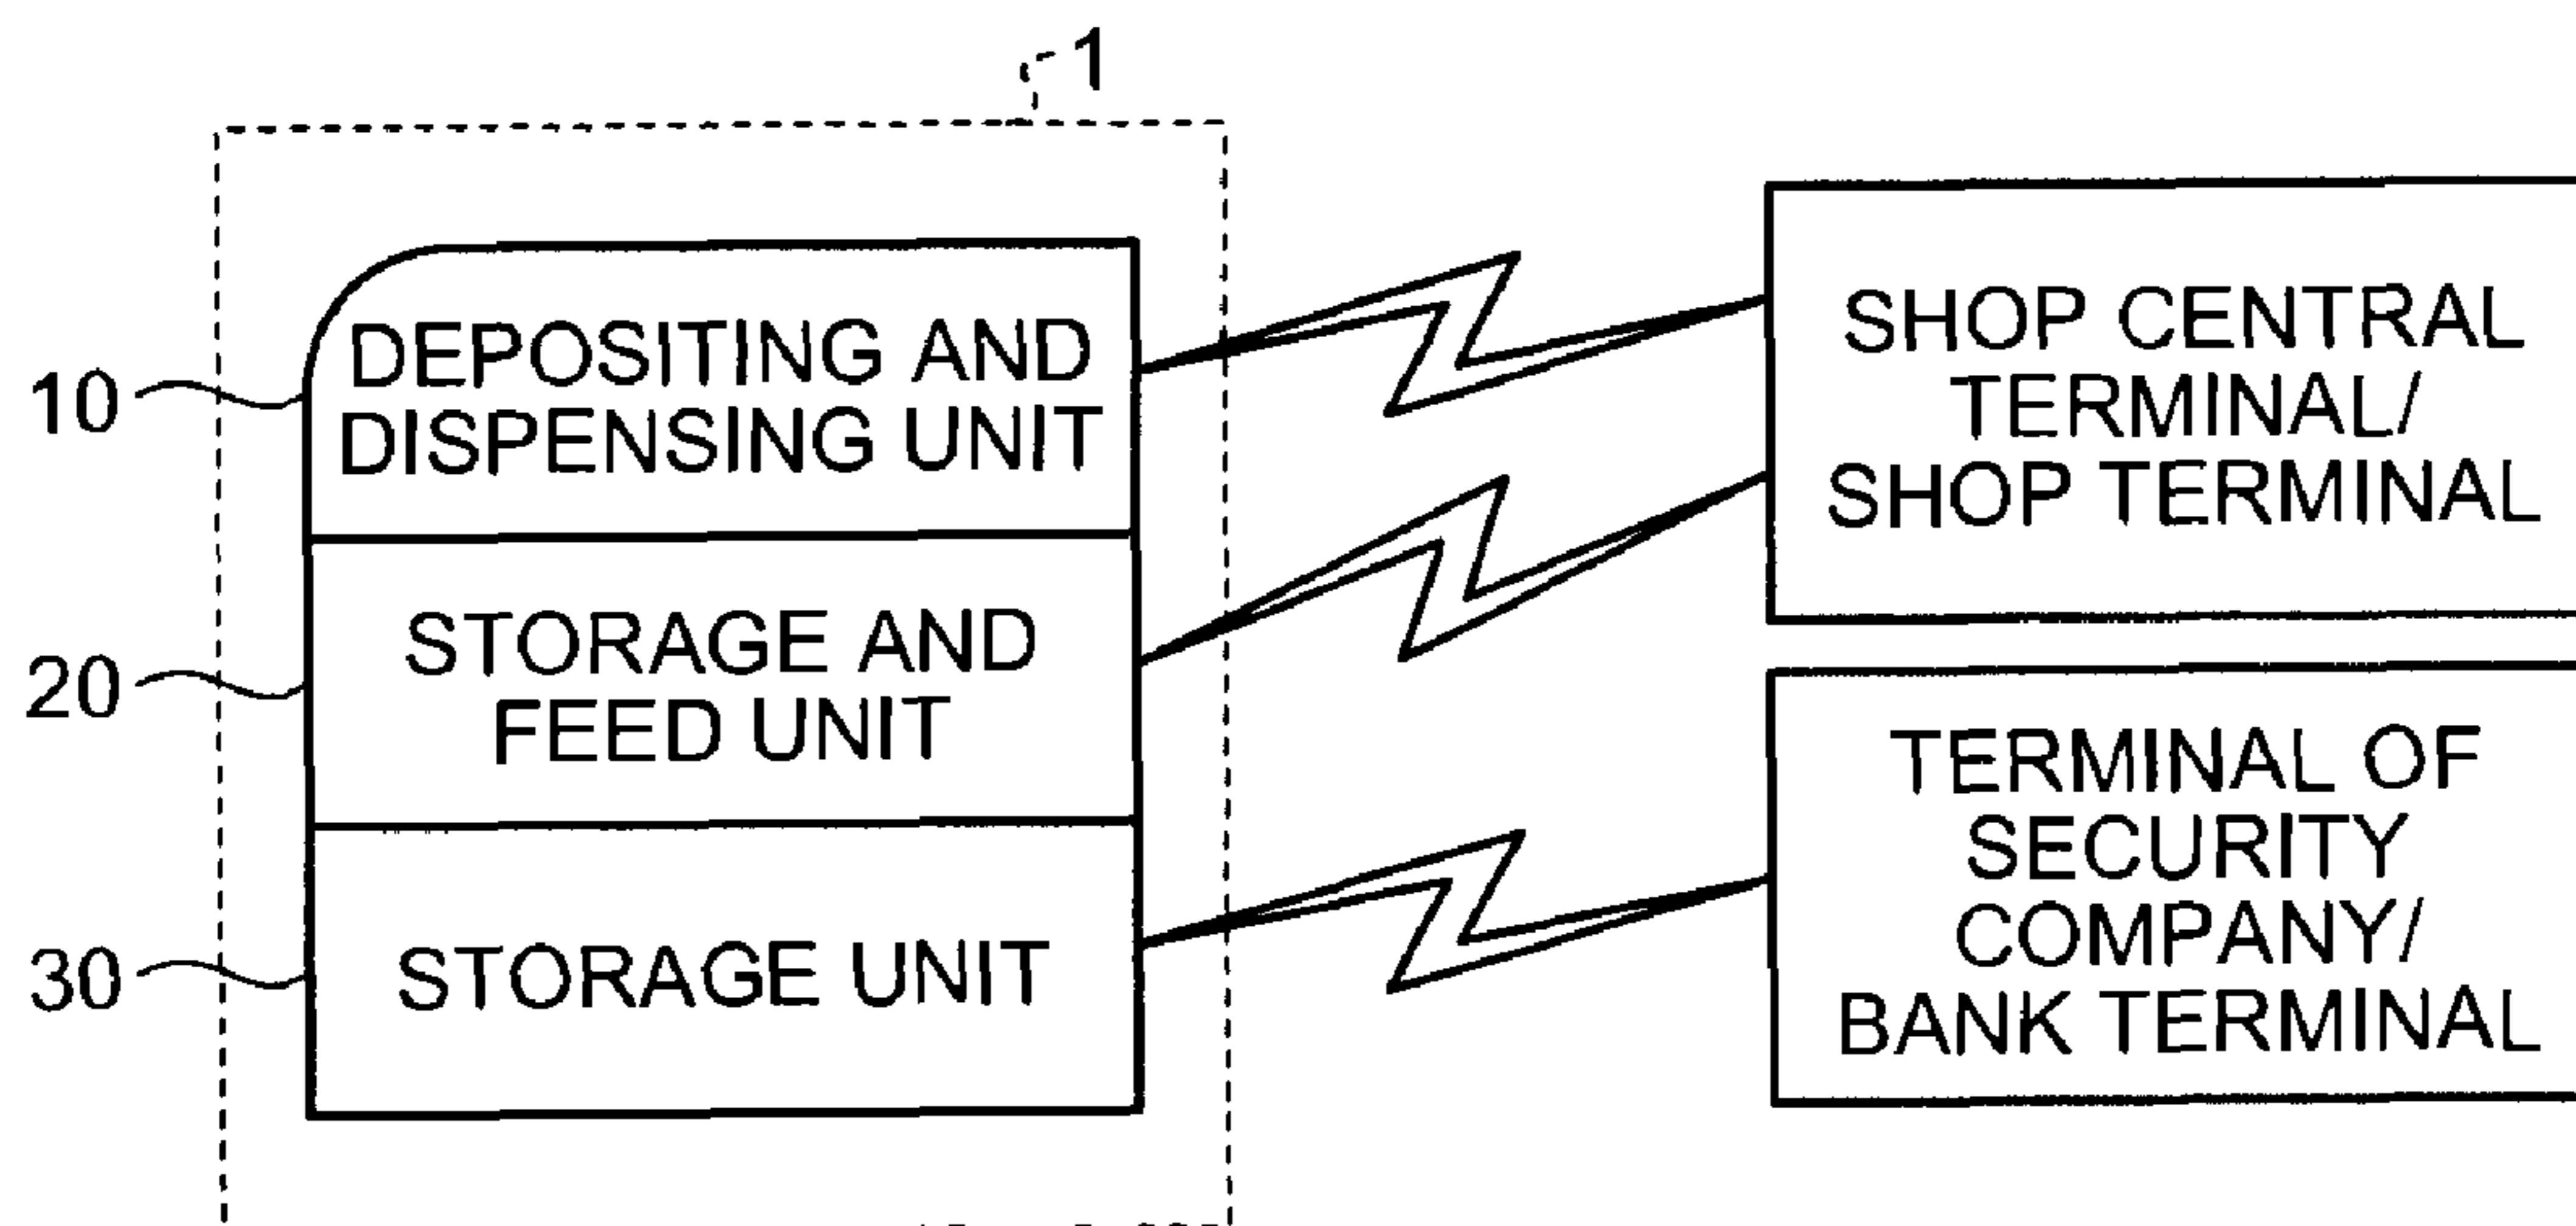 1
10
DEPOSITING AND
DISPENSING UNIT
20
STORAGE AND
FEED UNIT
30
STORAGE UNIT
SHOP CENTRAL
TERMINAL/
SHOP TERMINAL
TERMINAL OF
SECURITY
COMPANY/
BANK TERMINAL